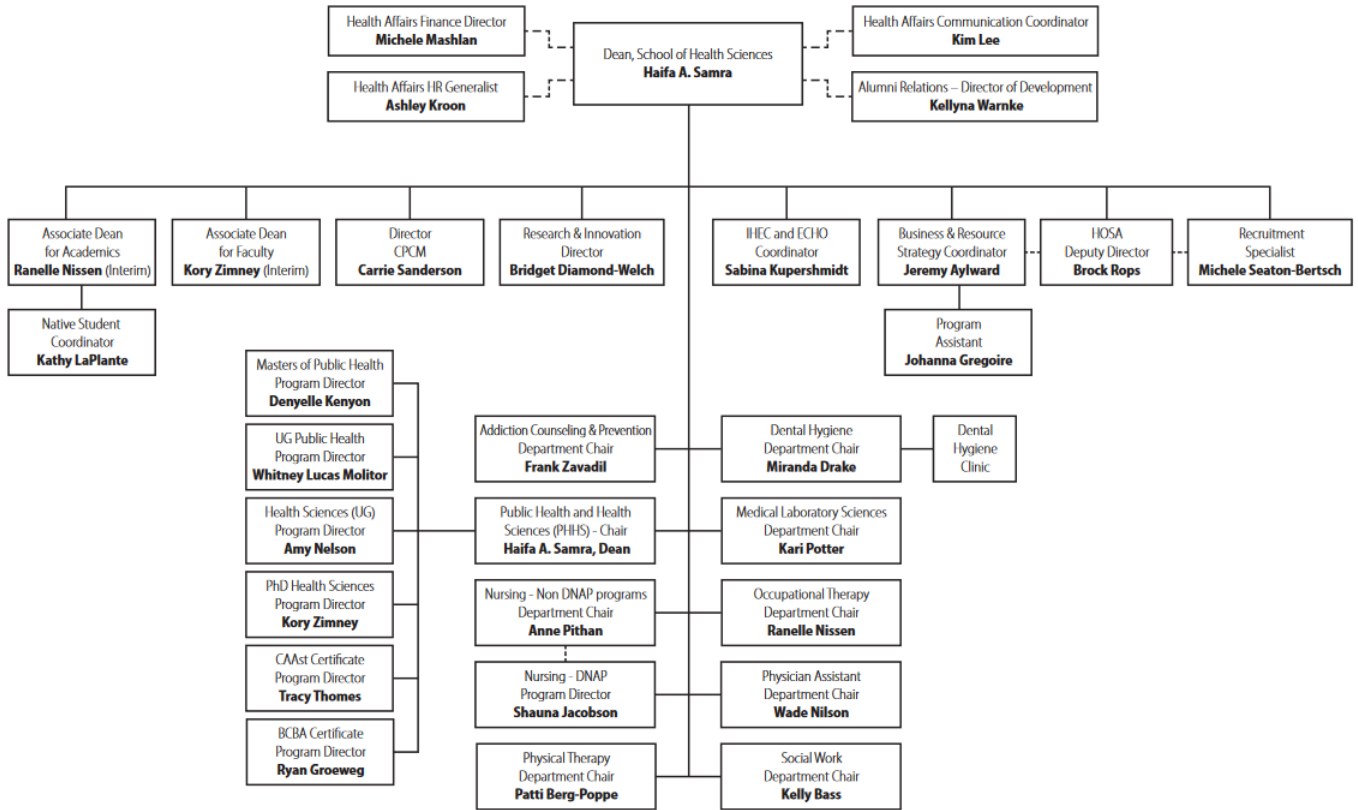 Health Affairs Finance Director
Michele Mashlan
Health Affairs HR Generalist
Ashley Kroon
Dean, School of Health Sciences
Haifa A. Samra
Health Affairs Communication Coordinator
Kim Lee
Alumni Relations – Director of Development
Kellyna Warnke
Associate Dean
for Academics
Ranelle Nissen (Interim)
Associate Dean
for Faculty
Kory Zimney (Interim)
Director
CPCM
Carrie Sanderson
Research & Innovation
Director
Bridget Diamond-Welch
IHEC and ECHO
Coordinator
Sabina Kupershmidt
Business & Resource
Strategy Coordinator
Jeremy Aylward
HOSA
Deputy Director
Brock Rops
Recruitment
Specialist
Michele Seaton-Bertsch
Native Student
Coordinator
Kathy LaPlante
Program
Assistant
Johanna Gregoire
Masters of Public Health
Program Director
Denyelle Kenyon
UG Public Health
Program Director
Whitney Lucas Molitor
Health Sciences (UG)
Program Director
Amy Nelson
PhD Health Sciences
Program Director
Kory Zimney
CAAst Certificate
Program Director
Tracy Thomes
BCBA Certificate
Program Director
Ryan Groeweg
Addiction Counseling & Prevention
Department Chair
Frank Zavadil
Public Health and Health
Sciences (PHHS) - Chair
Haifa A. Samra, Dean
Nursing - Non DNAP programs
Department Chair
Anne Pithan
Nursing - DNAP
Program Director
Shauna Jacobson
Physical Therapy
Department Chair
Patti Berg-Poppe
Dental Hygiene
Department Chair
Miranda Drake
Dental
Hygiene
Clinic
Medical Laboratory Sciences
Department Chair
Kari Potter
Occupational Therapy
Department Chair
Ranelle Nissen
Physician Assistant
Department Chair
Wade Nilson
Social Work
Department Chair
Kelly Bass